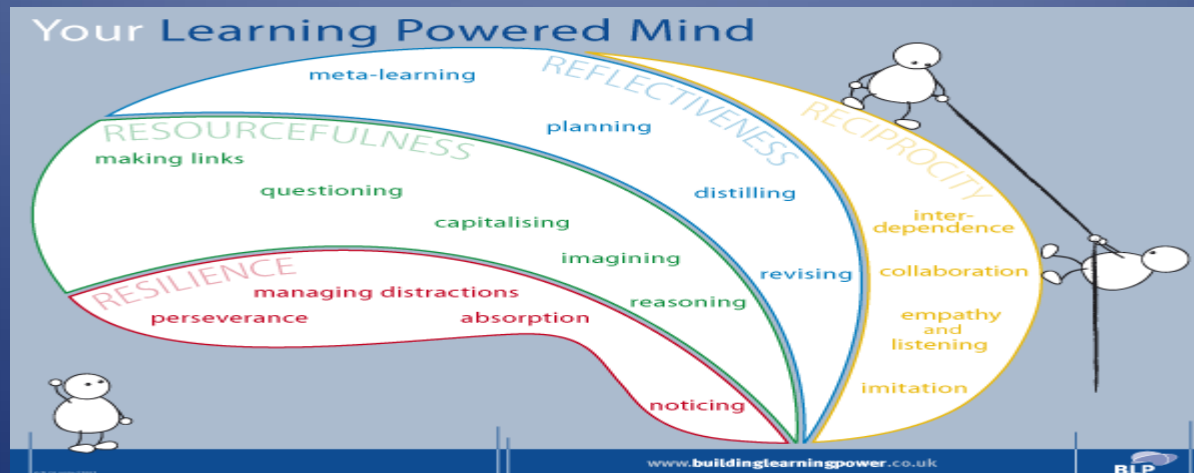 Your Learning Powered Mind
REFLECTIVENESS
meta-learning
planning
distilling
revising
RESOURCEFULNESS
making links
questioning
capitalising
imagining
reasoning
RESILIENCE
managing distractions
perseverance
absorption
noticing
RECIPROCITY
inter-
dependence
collaboration
empathy
and
listening
imitation
www.buildinglearningpower.co.uk
BLP